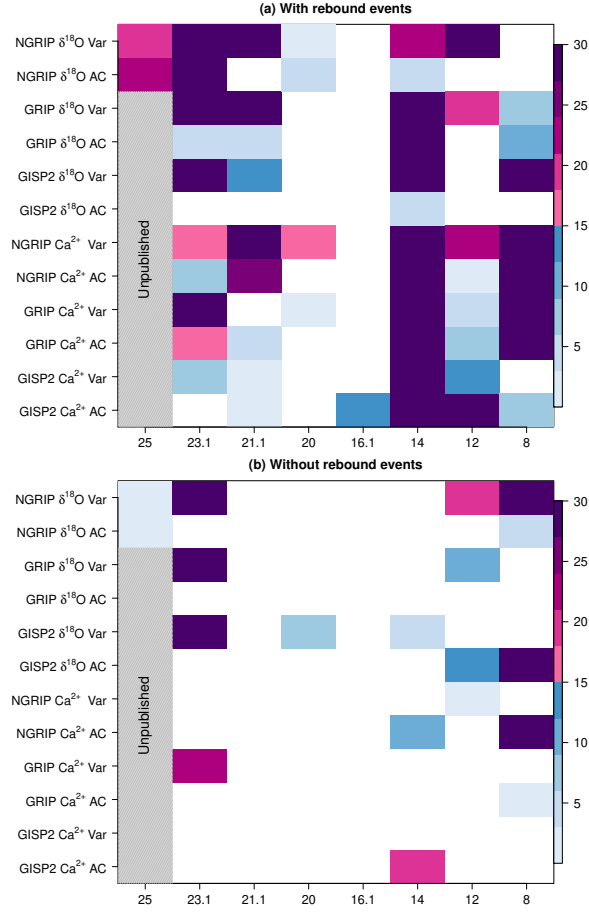 (a) With rebound events
NGRIP δ¹⁸O Var
NGRIP δ¹⁸O AC
GRIP δ¹⁸O Var
GRIP δ¹⁸O AC
GISP2 δ¹⁸O Var
GISP2 δ¹⁸O AC
NGRIP Ca²⁺ Var
NGRIP Ca²⁺ AC
GRIP Ca²⁺ Var
GRIP Ca²⁺ AC
GISP2 Ca²⁺ Var
GISP2 Ca²⁺ AC
Unpublished
25 23.1 21.1 20 16.1 14 12 8
30
25
20
15
10
5
(b) Without rebound events
NGRIP δ¹⁸O Var
NGRIP δ¹⁸O AC
GRIP δ¹⁸O Var
GRIP δ¹⁸O AC
GISP2 δ¹⁸O Var
GISP2 δ¹⁸O AC
NGRIP Ca²⁺ Var
NGRIP Ca²⁺ AC
GRIP Ca²⁺ Var
GRIP Ca²⁺ AC
GISP2 Ca²⁺ Var
GISP2 Ca²⁺ AC
Unpublished
25 23.1 21.1 20 16.1 14 12 8
30
25
20
15
10
5